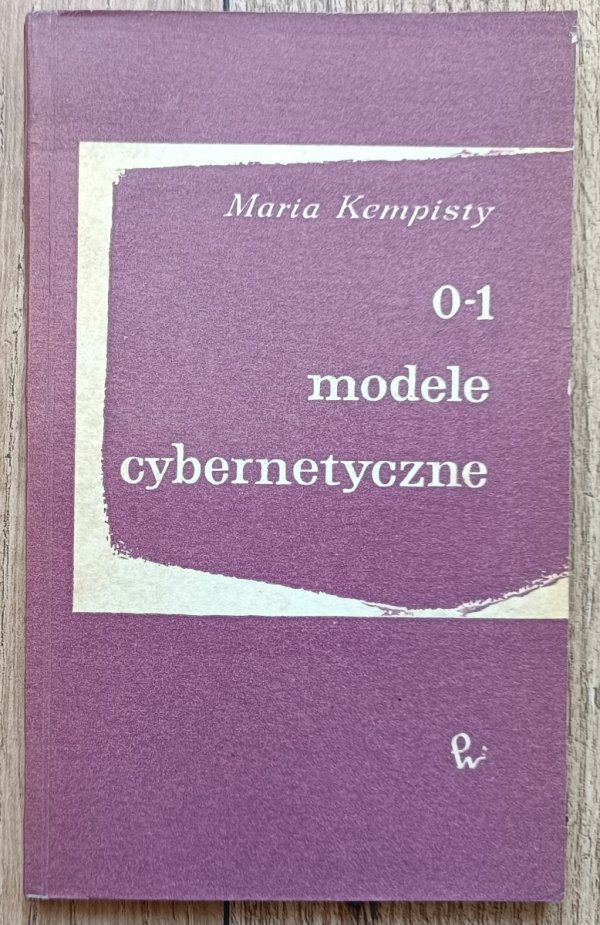 Maria Kempisty
0-1
modele
cybernetyczne